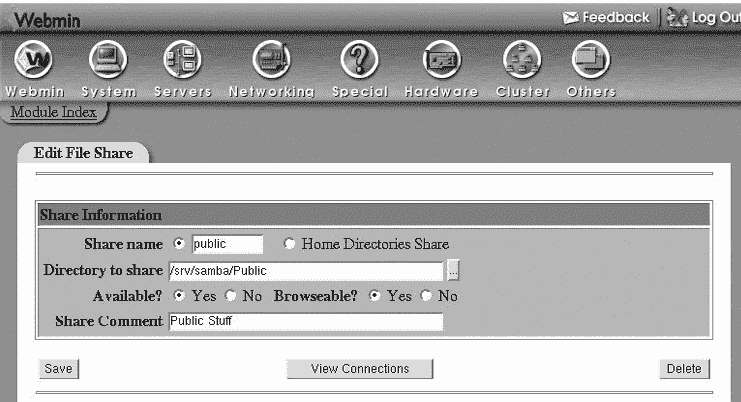 Webmin
Feedback Log Ou
Webmin System Servers Networking Special Hardware Cluster Others
Module Index
Edit File Share
Share Information
Share name public Home Directories Share
Directory to share /srv/samba/Public ...
Available? Yes No Browseable? Yes No
Share Comment Public Stuff
Save View Connections Delete